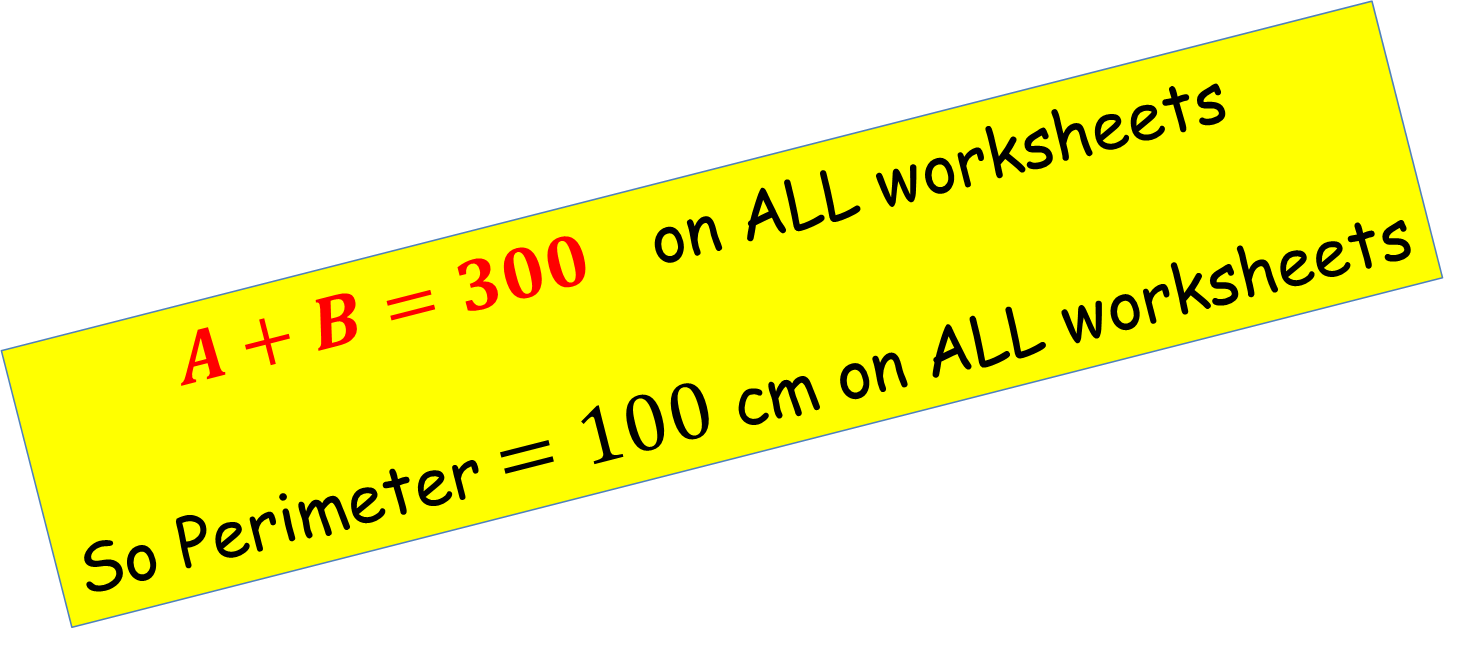 A + B = 300 on ALL worksheets
So Perimeter = 100 cm on ALL worksheets